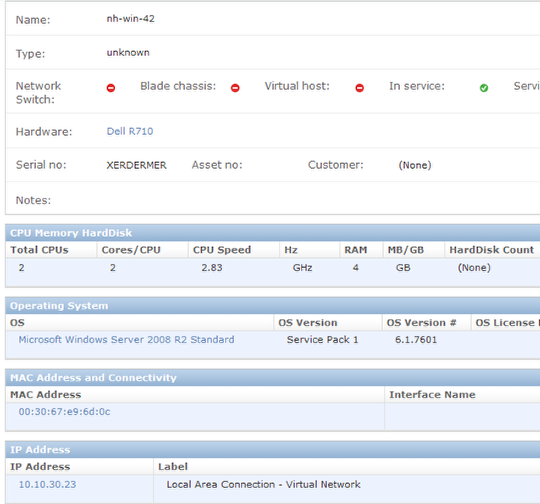 Name: nh-win-42
Type: unknown
Network Switch: Blade chassis: Virtual host: In service: Servi
Hardware: Dell R710
Serial no: XERDERMER Asset no: Customer: (None)
Notes:
CPU Memory HardDisk
Total CPUs Cores/CPU CPU Speed Hz RAM MB/GB HardDisk Count
2 2 2.83 GHz 4 GB (None)
Operating System
OS OS Version OS Version # OS License
Microsoft Windows Server 2008 R2 Standard Service Pack 1 6.1.7601
MAC Address and Connectivity
MAC Address Interface Name
00:30:67:e9:6d:0c
IP Address
IP Address Label
10.10.30.23 Local Area Connection - Virtual Network